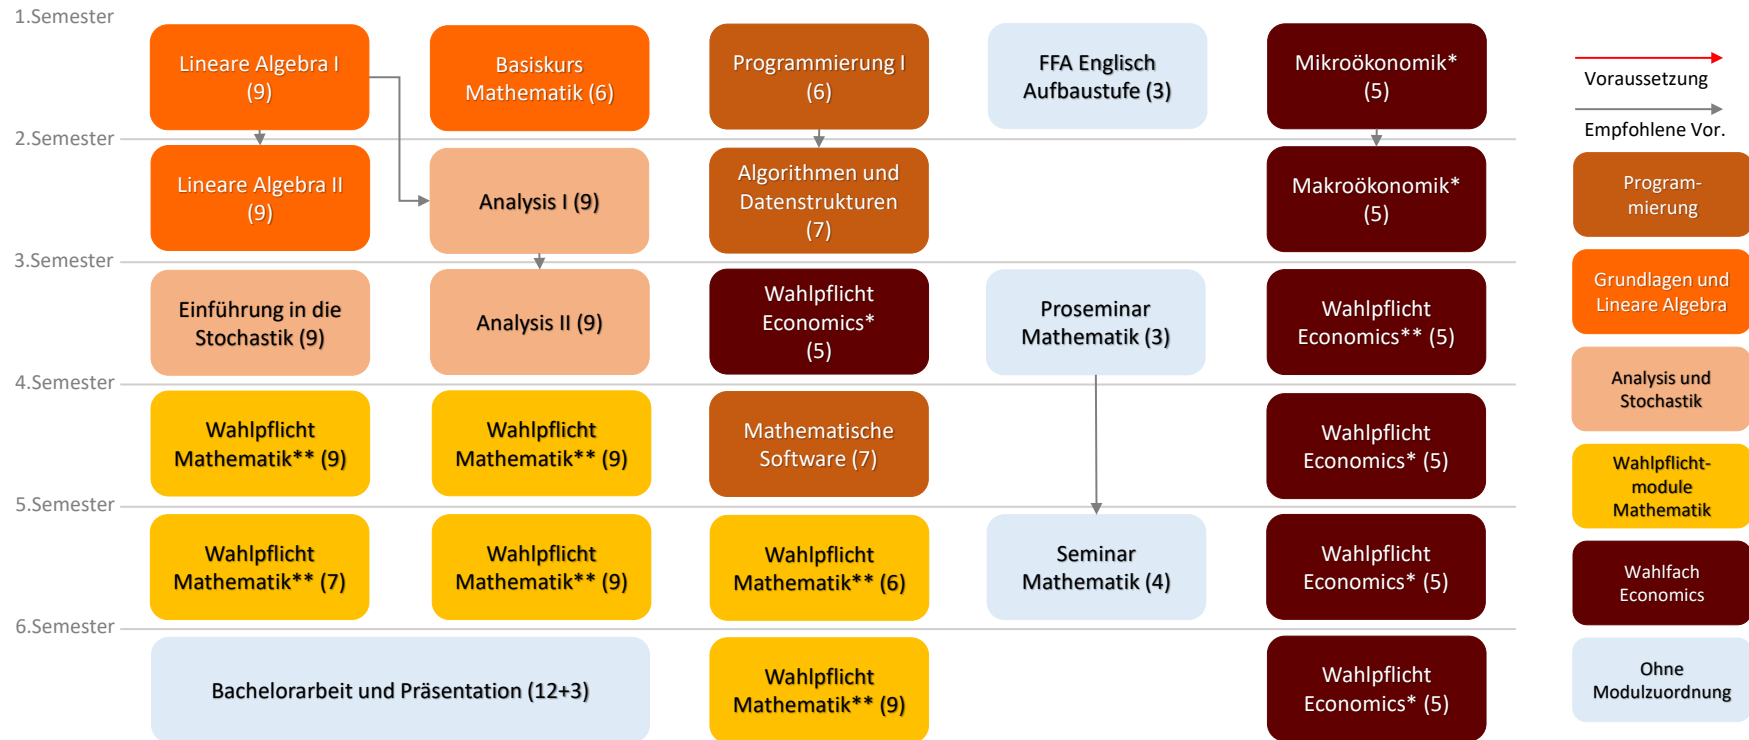 1.Semester
Lineare Algebra I
(9)
Basiskurs
Mathematik (6)
Programmierung I
(6)
FFA Englisch
Aufbaustufe (3)
Mikroökonomik*
(5)
2.Semester
Lineare Algebra II
(9)
Analysis I (9)
Algorithmen und
Datenstrukturen
(7)
Makroökonomik*
(5)
3.Semester
Einführung in die
Stochastik (9)
Analysis II (9)
Wahlpflicht
Economics*
(5)
Proseminar
Mathematik (3)
Wahlpflicht
Economics** (5)
4.Semester
Wahlpflicht
Mathematik** (9)
Wahlpflicht
Mathematik** (9)
Mathematische
Software (7)
Wahlpflicht
Economics* (5)
5.Semester
Wahlpflicht
Mathematik** (7)
Wahlpflicht
Mathematik** (9)
Wahlpflicht
Mathematik** (6)
Seminar
Mathematik (4)
Wahlpflicht
Economics* (5)
6.Semester
Bachelorarbeit und Präsentation (12+3)
Wahlpflicht
Mathematik** (9)
Wahlpflicht
Economics* (5)
Voraussetzung
Empfohlene Vor.
Program-
mierung
Grundlagen und
Lineare Algebra
Analysis und
Stochastik
Wahlpflicht-
module
Mathematik
Wahlfach
Economics
Ohne
Modulzuordnung